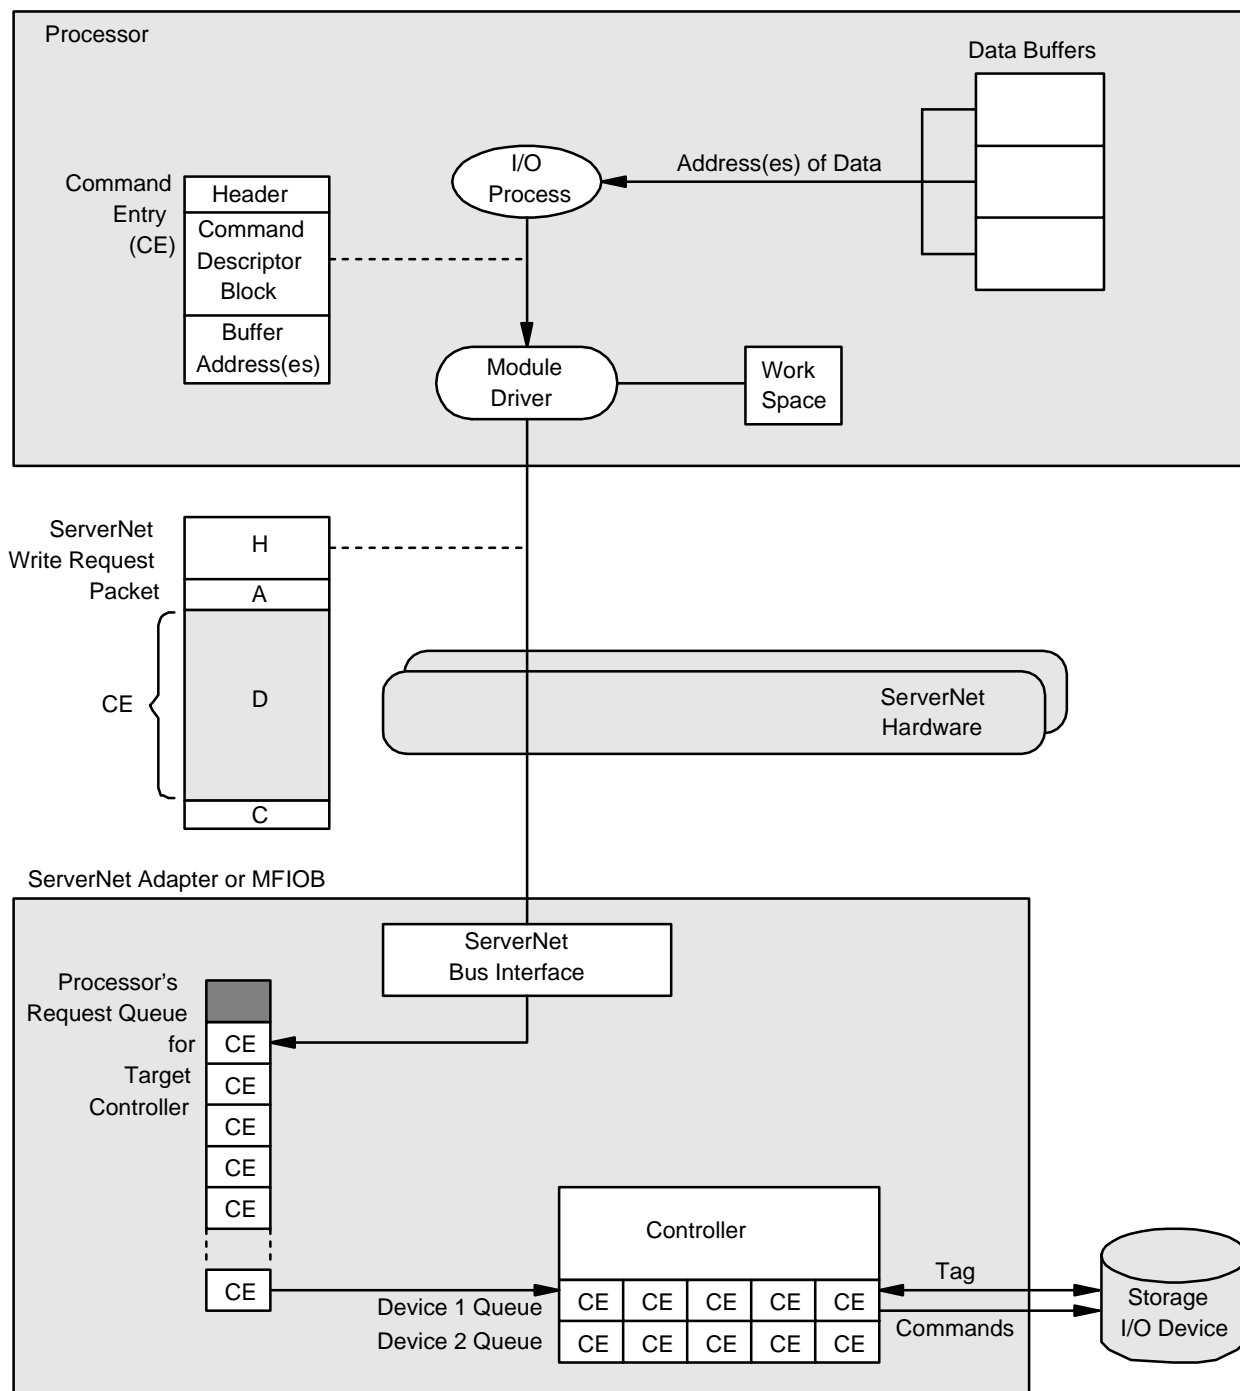 Processor
Data Buffers
I/O
Process
Address(es) of Data
Command
Entry
(CE)
Header
Command
Descriptor
Block
Buffer
Address(es)
Module
Driver
Work
Space
ServerNet
Write Request
Packet
H
A
CE
D
C
ServerNet
Hardware
ServerNet Adapter or MFIOB
ServerNet
Bus Interface
Processor’s
Request Queue
for
Target
Controller
CE
CE
CE
CE
CE
CE
Controller
Device 1 Queue
CE CE CE CE CE
Device 2 Queue
CE CE CE CE CE
Tag
Commands
Storage
I/O Device